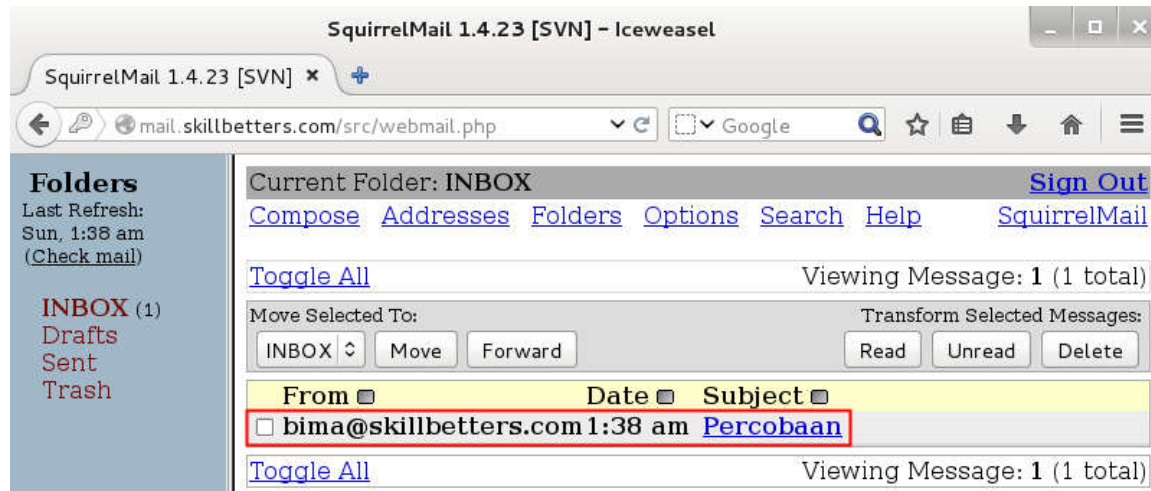 SquirrelMail 1.4.23 [SVN] – Iceweasel
SquirrelMail 1.4.23 [SVN]
mail.skillbetters.com/src/webmail.php Google
Folders
Last Refresh:
Sun, 1:38 am
(Check mail)
INBOX (1)
Drafts
Sent
Trash
Current Folder: INBOX Sign Out
Compose Addresses Folders Options Search Help SquirrelMail
Toggle All Viewing Message: 1 (1 total)
Move Selected To: Transform Selected Messages:
INBOX Move Forward Read Unread Delete
From Date Subject
bima@skillbetters.com 1:38 am Percobaan
Toggle All Viewing Message: 1 (1 total)